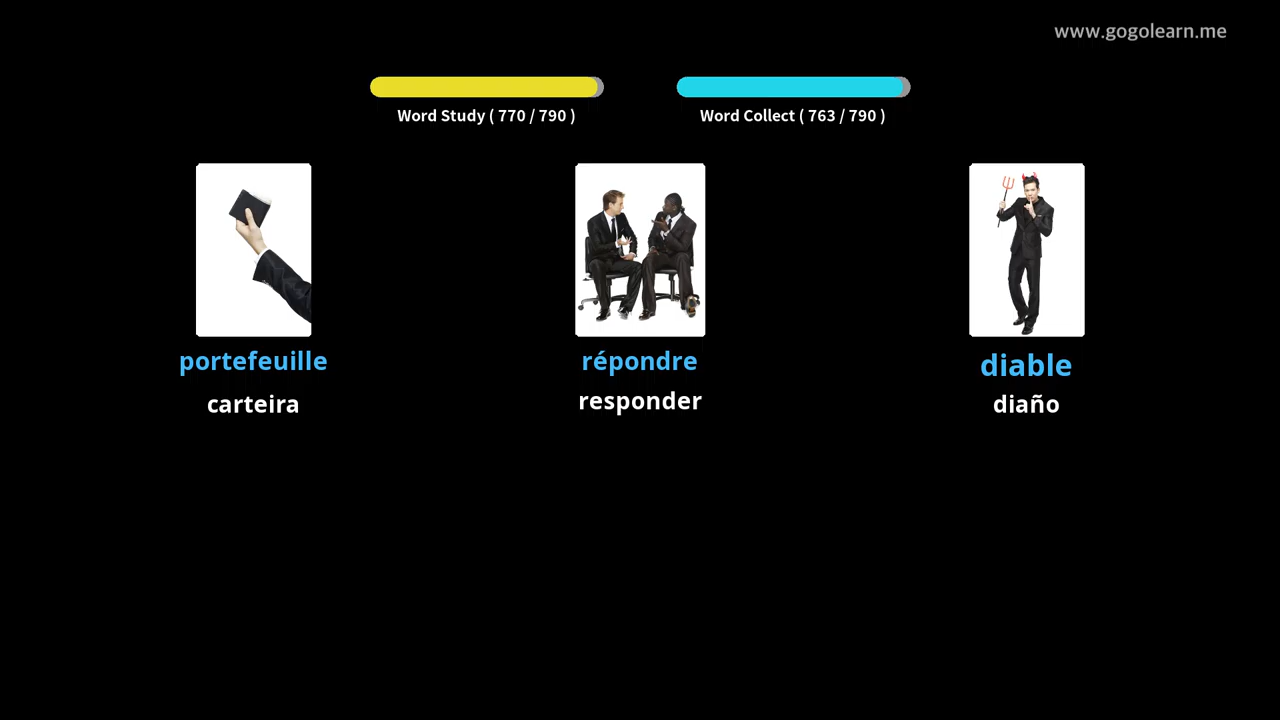 www.gogolearn.me
Word Study ( 770 / 790 )
Word Collect ( 763 / 790 )
portefeuille
répondre
diable
carteira
responder
diaño